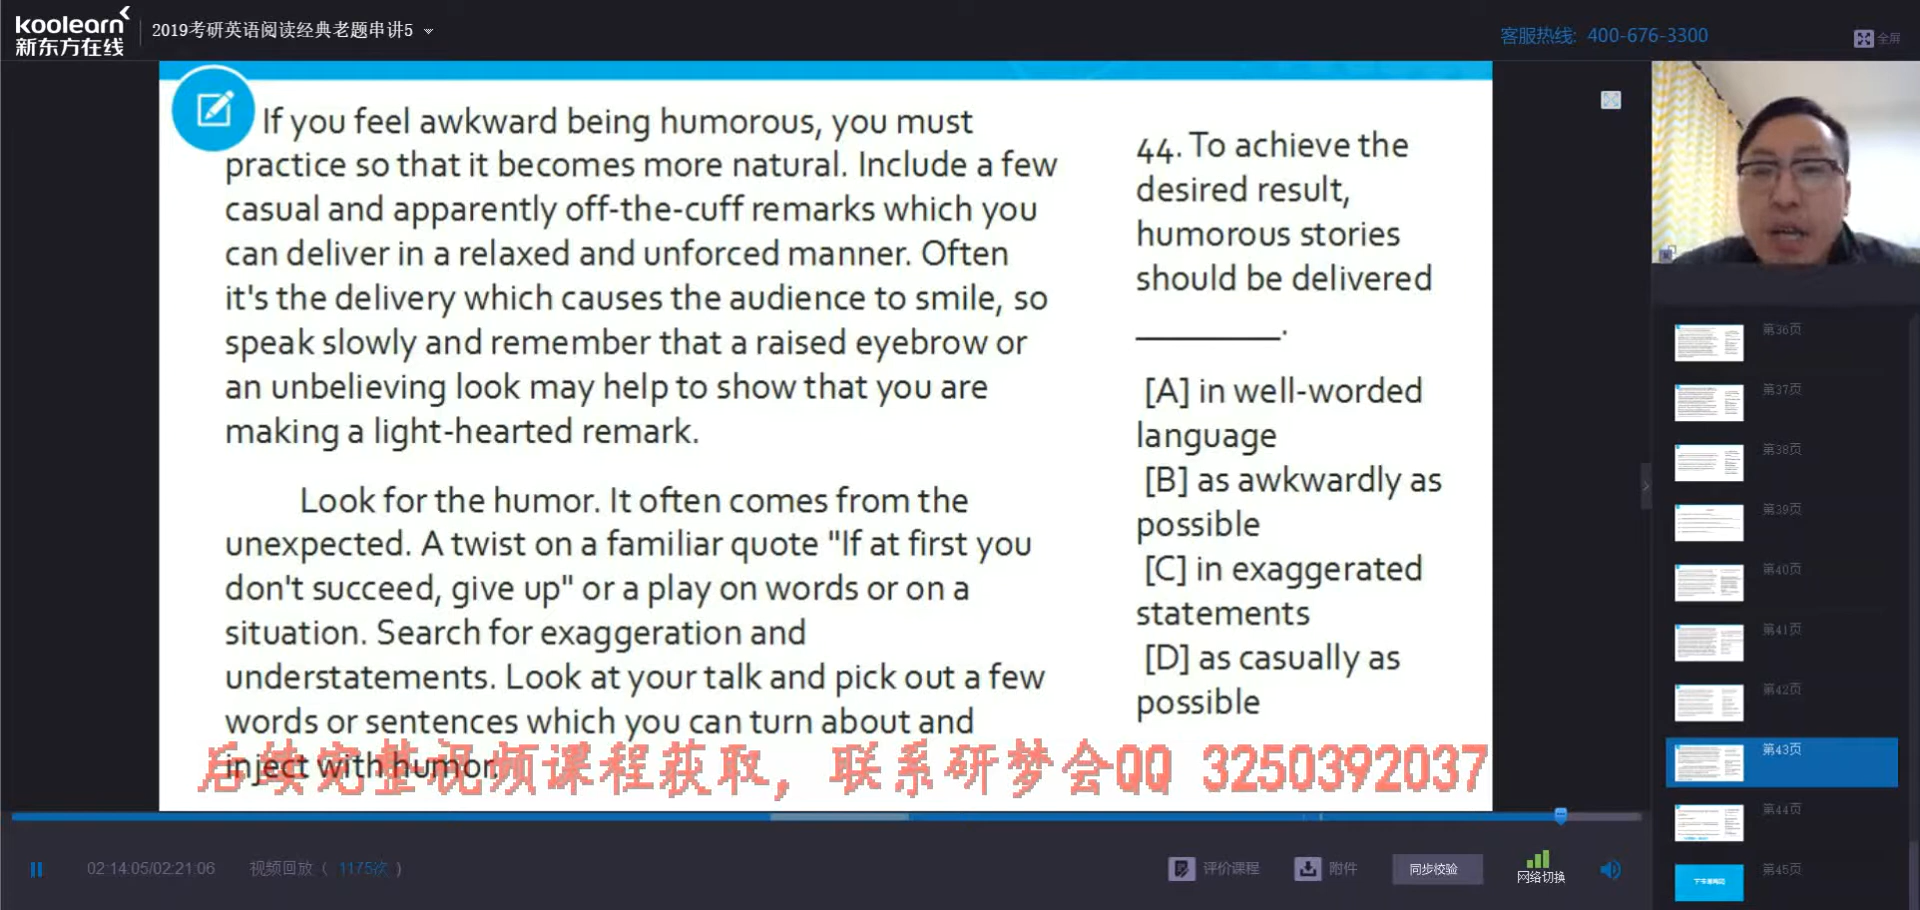 koolearn
新东方在线
2019考研英语阅读经典老题串讲5
客服热线: 400-676-3300
全屏
If you feel awkward being humorous, you must
practice so that it becomes more natural. Include a few
casual and apparently off-the-cuff remarks which you
can deliver in a relaxed and unforced manner. Often
it's the delivery which causes the audience to smile, so
speak slowly and remember that a raised eyebrow or
an unbelieving look may help to show that you are
making a light-hearted remark.
Look for the humor. It often comes from the
unexpected. A twist on a familiar quote "If at first you
don't succeed, give up" or a play on words or on a
situation. Search for exaggeration and
understatements. Look at your talk and pick out a few
words or sentences which you can turn about and
inject with humor.
44. To achieve the
desired result,
humorous stories
should be delivered
________.
[A] in well-worded
language
[B] as awkwardly as
possible
[C] in exaggerated
statements
[D] as casually as
possible
后续完整视频课程获取，联系研梦会QQ 3250392037
第36页
第37页
第38页
第39页
第40页
第41页
第42页
第43页
第44页
第45页
02:14:05/02:21:06
视频回放（ 1175次 ）
评价课程
附件
同步校验
网络切换